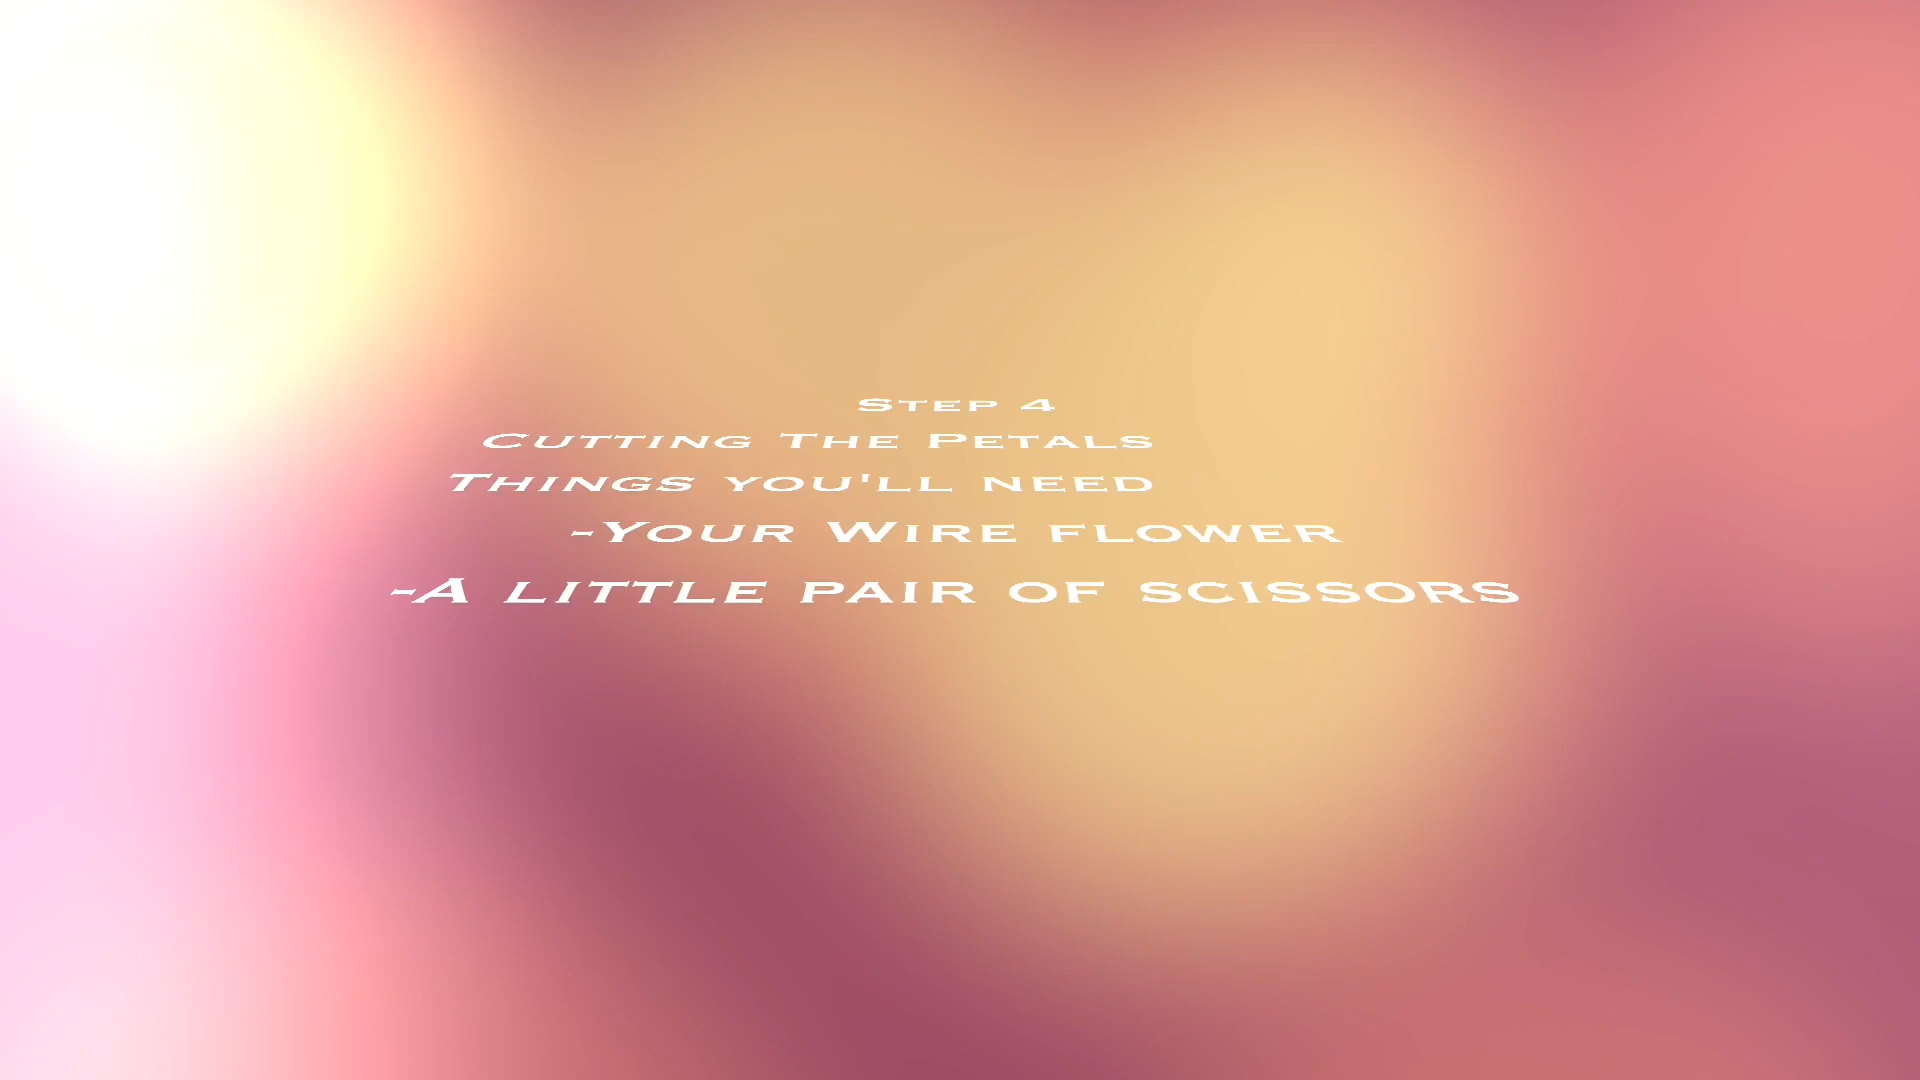 Step 4
Cutting The Petals
Things you'll need
-Your Wire flower
-A little pair of scissors